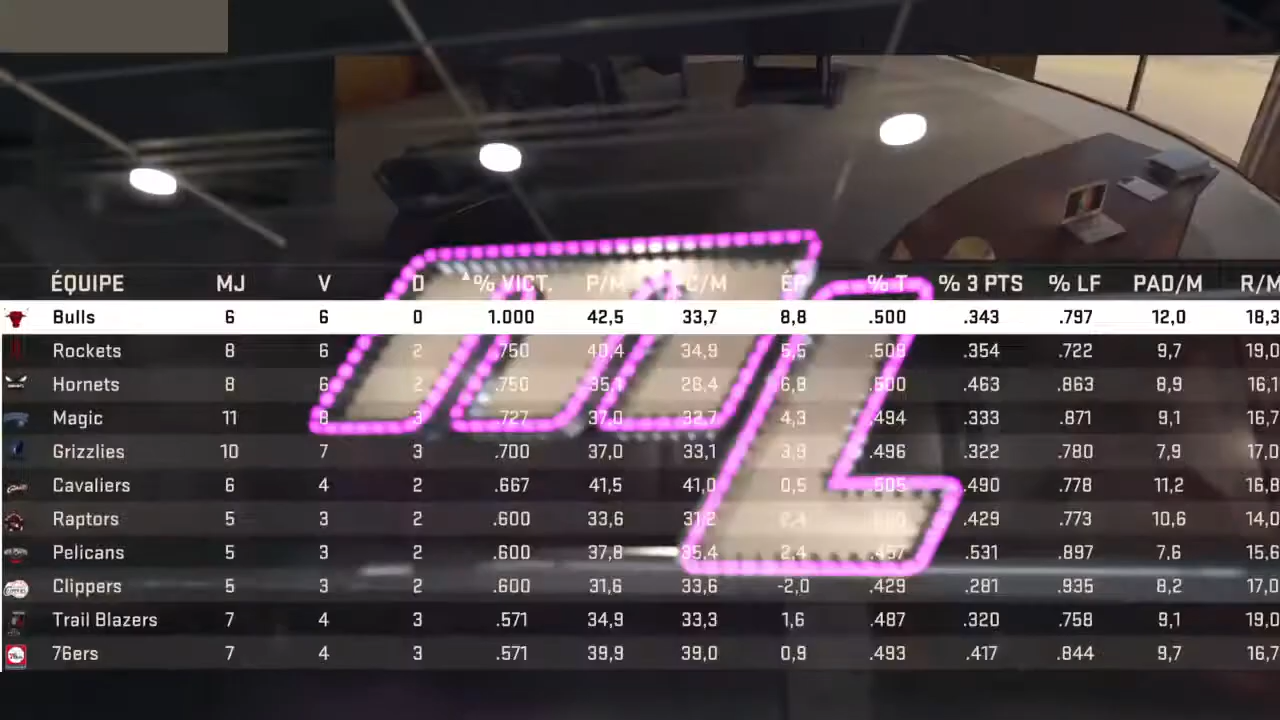 ÉQUIPE MJ V D % VICT. P/M C/M ÉP % T % 3 PTS % LF PAD/M R/M
Bulls 6 6 0 1.000 42,5 33,7 8,8 .500 .343 .797 12,0 18,3
Rockets 8 6 2 .750 40,4 34,9 5,5 .509 .354 .722 9,7 19,0
Hornets 8 6 2 .750 35,1 28,4 6,8 .600 .463 .863 8,9 16,1
Magic 11 8 3 .727 37,0 32,7 4,3 .494 .333 .871 9,1 16,7
Grizzlies 10 7 3 .700 37,0 33,1 3,9 .496 .322 .780 7,9 17,0
Cavaliers 6 4 2 .667 41,5 41,0 0,5 .505 .490 .778 11,2 16,8
Raptors 5 3 2 .600 33,6 31,2 2,4 .429 .773 10,6 14,0
Pelicans 5 3 2 .600 37,8 35,4 2,4 .457 .531 .897 7,6 15,6
Clippers 5 3 2 .600 31,6 33,6 -2,0 .429 .281 .935 8,2 17,0
Trail Blazers 7 4 3 .571 34,9 33,3 1,6 .487 .320 .758 9,1 19,0
76ers 7 4 3 .571 39,9 39,0 0,9 .493 .417 .844 9,7 16,7